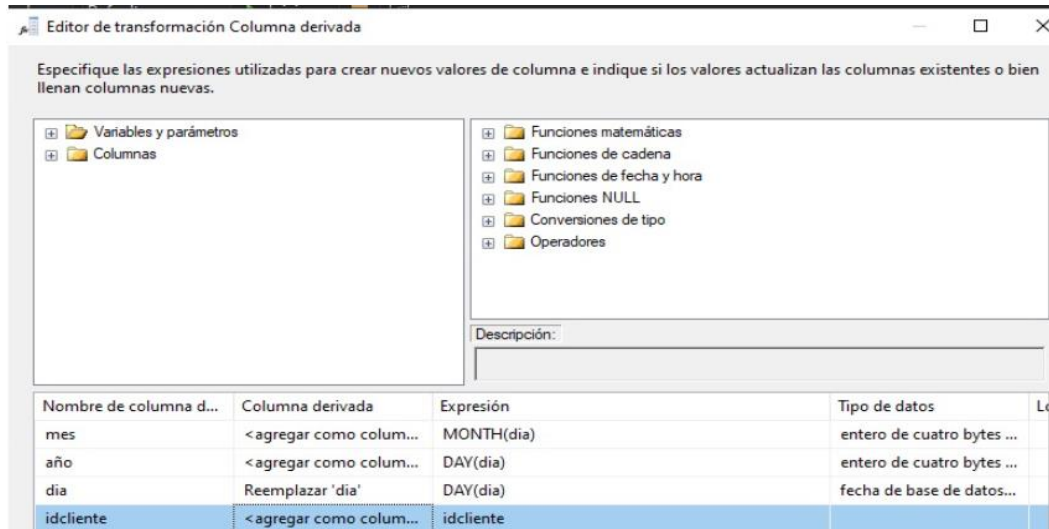 Editor de transformación Columna derivada
Especifique las expresiones utilizadas para crear nuevos valores de columna e indique si los valores actualizan las columnas existentes o bien
llenan columnas nuevas.
Variables y parámetros
Columnas
Funciones matemáticas
Funciones de cadena
Funciones de fecha y hora
Funciones NULL
Conversiones de tipo
Operadores
Descripción:
Nombre de columna d... Columna derivada Expresión Tipo de datos
mes <agregar como colum... MONTH(dia) entero de cuatro bytes ...
año <agregar como colum... DAY(dia) entero de cuatro bytes ...
dia Reemplazar 'dia' DAY(dia) fecha de base de datos...
idcliente <agregar como colum... idcliente